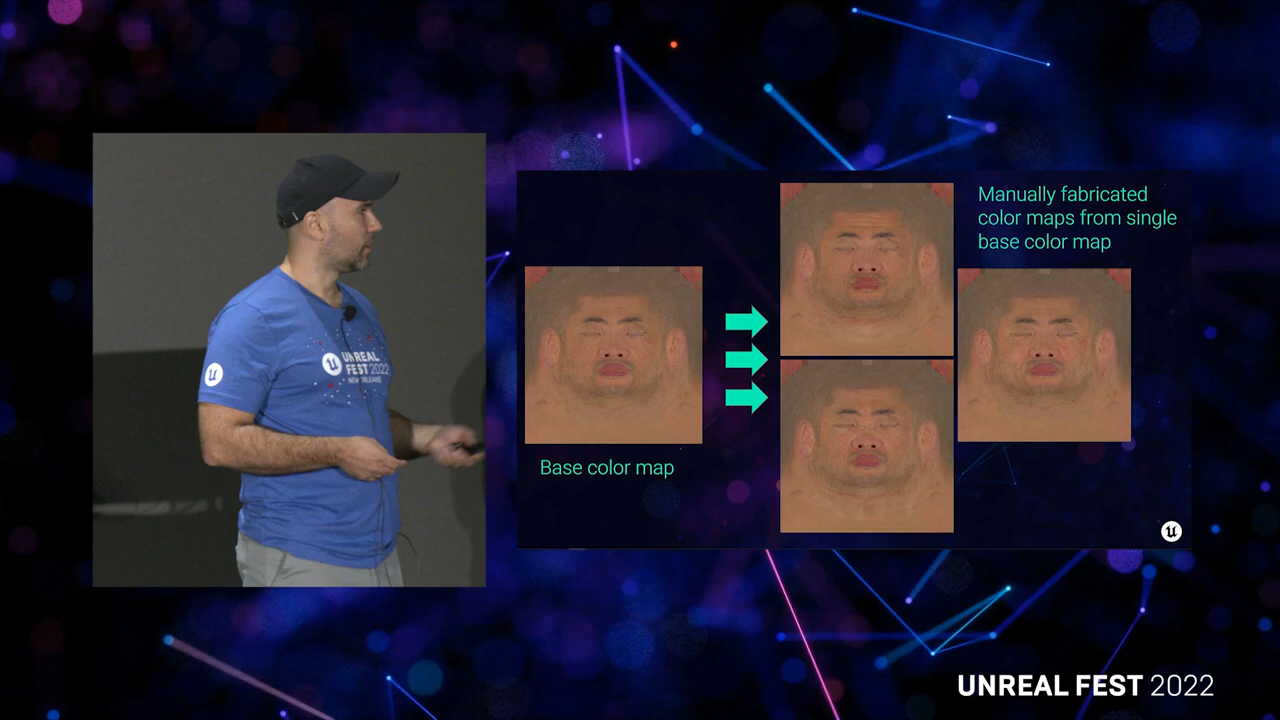 Manually fabricated
color maps from single
base color map
Base color map
UNREAL
FEST 2022
NEW ORLEANS
UNREAL FEST 2022